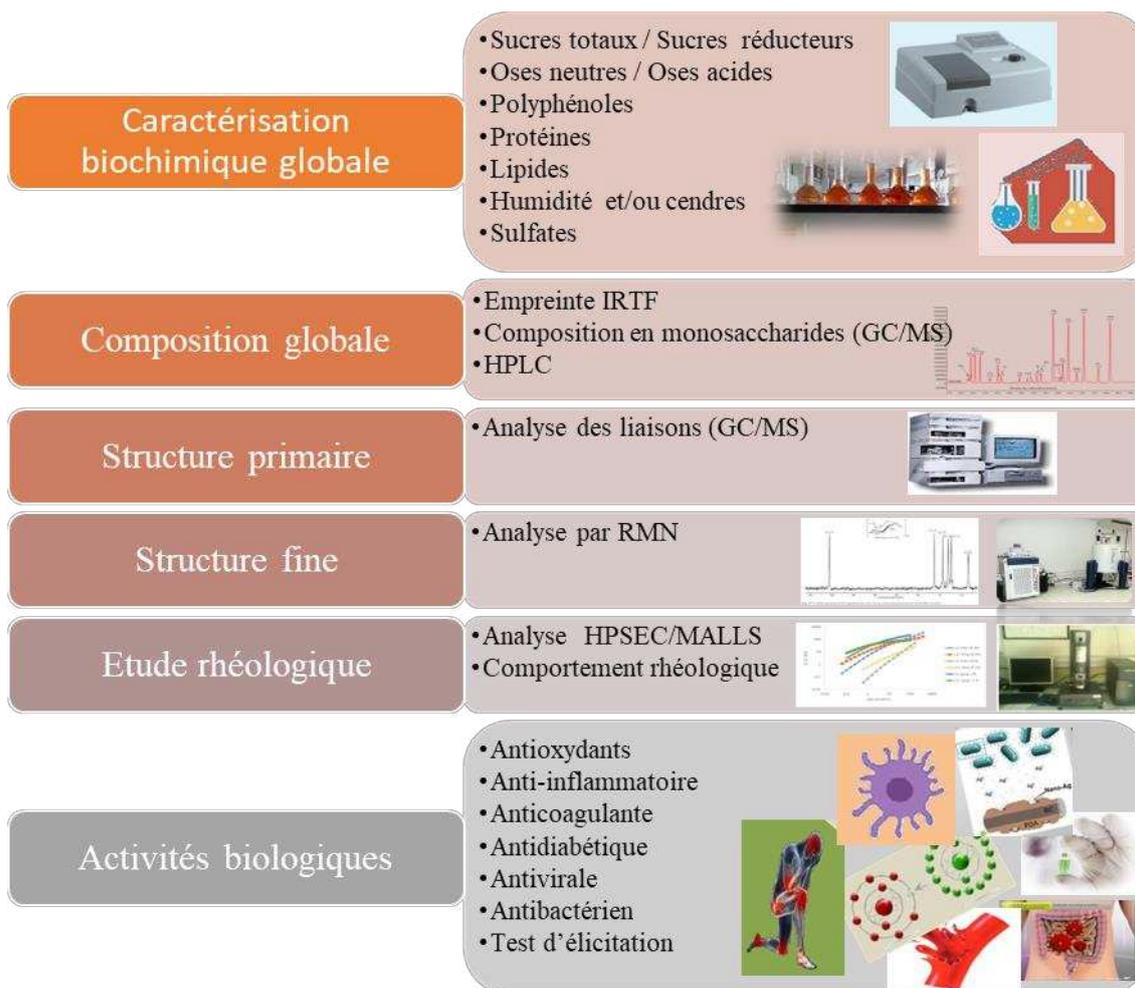 Caractérisation
biochimique globale
•Sucres totaux / Sucres réducteurs
•Oses neutres / Oses acides
•Polyphénoles
•Protéines
•Lipides
•Humidité et/ou cendres
•Sulfates
Composition globale
•Empreinte IRTF
•Composition en monosaccharides (GC/MS)
•HPLC
Structure primaire
•Analyse des liaisons (GC/MS)
Structure fine
•Analyse par RMN
Etude rhéologique
•Analyse HPSEC/MALLS
•Comportement rhéologique
Activités biologiques
•Antioxydants
•Anti-inflammatoire
•Anticoagulante
•Antidiabétique
•Antivirale
•Antibactérien
•Test d’élicitation
Nano-Ag
PDA